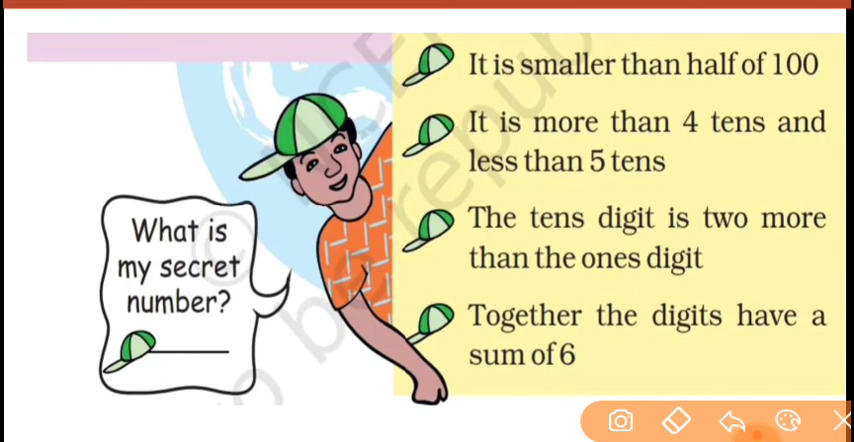 It is smaller than half of 100
It is more than 4 tens and
less than 5 tens
The tens digit is two more
than the ones digit
Together the digits have a
sum of 6
What is
my secret
number?